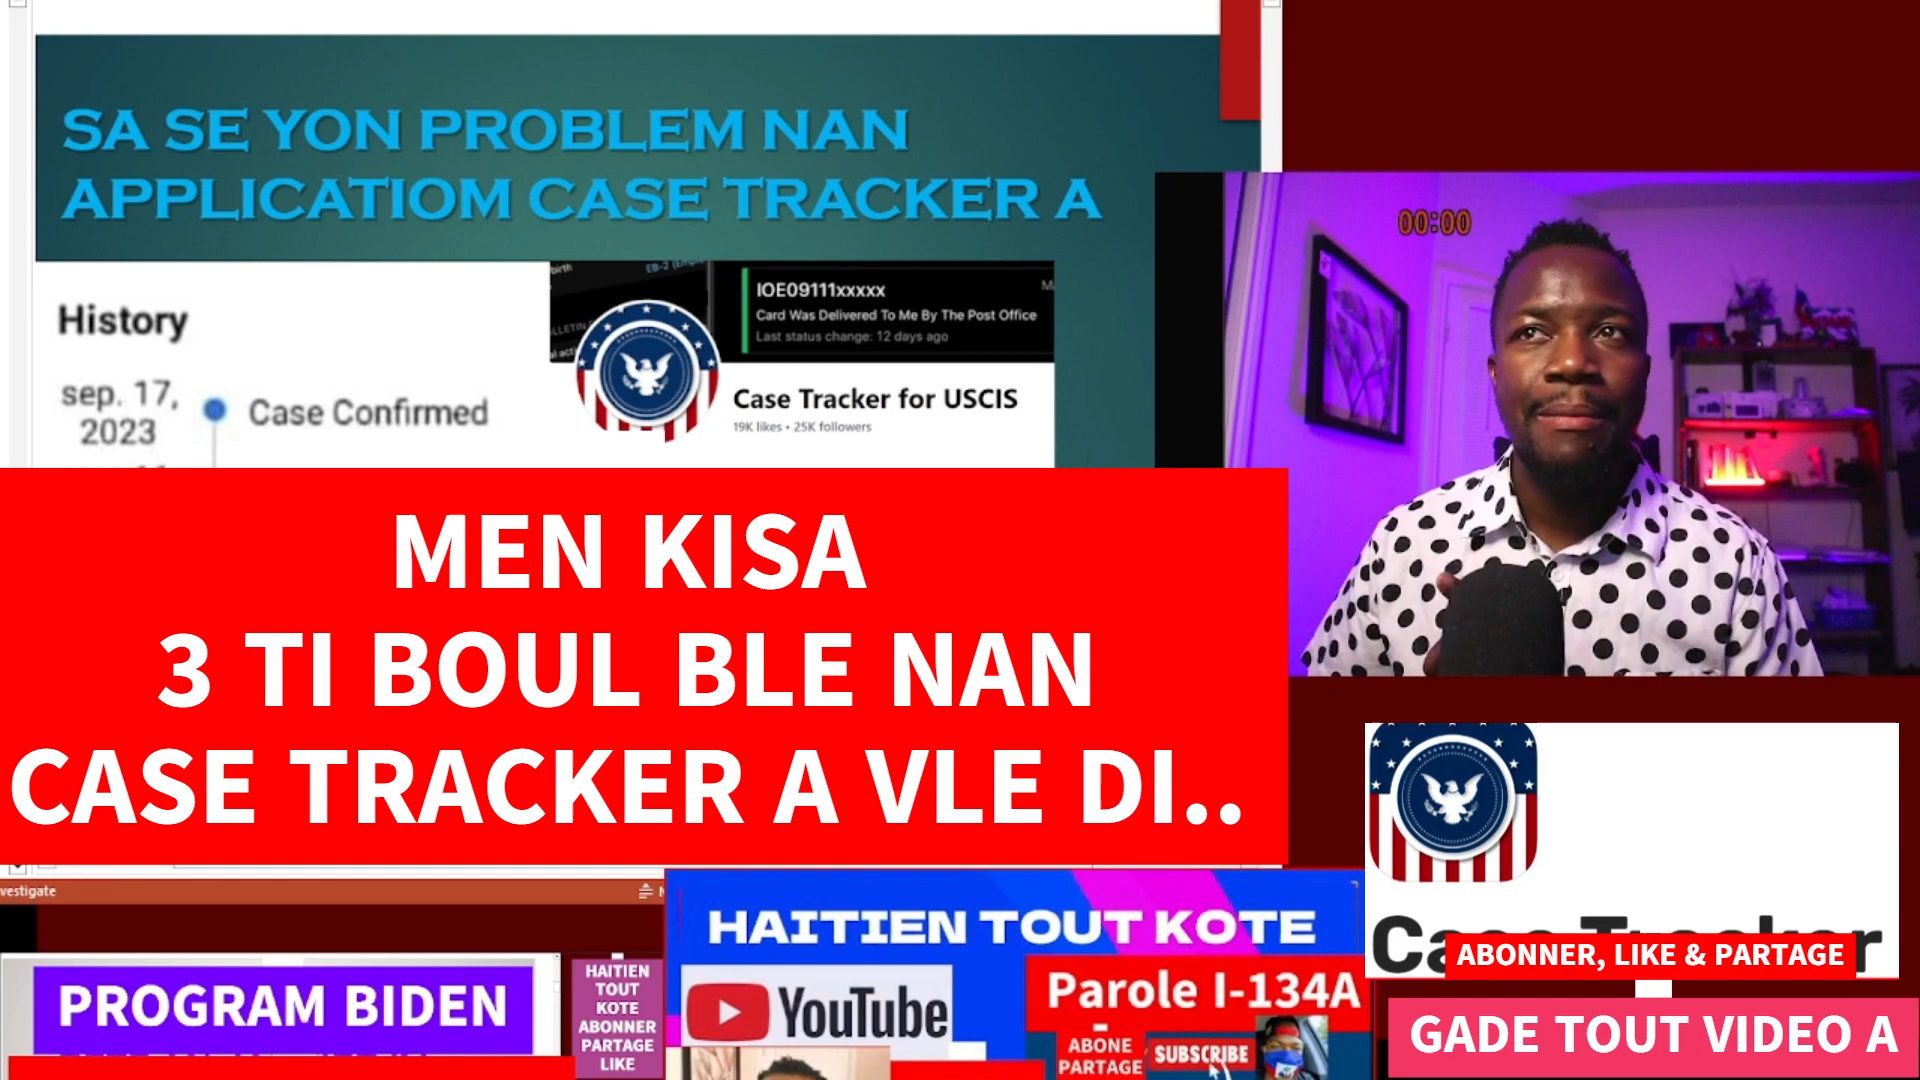 SA SE YON PROBLEM NAN
APPLICATIOM CASE TRACKER A
00:00
birth
IOE09111xxxxx
Card Was Delivered To Me By The Post Office
Last status change: 12 days ago
History
sep. 17,
2023
Case Confirmed
Case Tracker for USCIS
19K likes • 25K followers
MEN KISA
3 TI BOUL BLE NAN
CASE TRACKER A VLE DI..
vestigate
HAITIEN TOUT KOTE
ABONNER, LIKE & PARTAGE
PROGRAM BIDEN
HAITIEN
TOUT
KOTE
ABONNER
PARTAGE
LIKE
YouTube
Parole I-134A
-
ABONE
PARTAGE
SUBSCRIBE
GADE TOUT VIDEO A